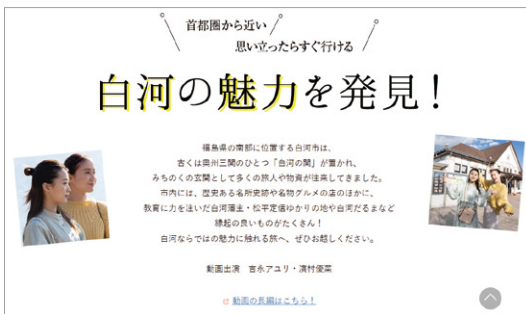 首都圏から近い
思い立ったらすぐ行ける
白河の魅力を発見！
福島県の南部に位置する白河市は、
古くは奥州三関のひとつ「白河の関」が置かれ、
みちのくの玄関として多くの旅人や物資が往来してきました。
市内には、歴史ある名所史跡や名物グルメの店のほかに、
教育に力を注いだ白河藩主・松平定信ゆかりの地や白河だるまなど
縁起の良いものがたくさん！
白河ならではの魅力に触れる旅へ、ぜひお越しください。
動画出演　吉永アユリ・濱村優菜
動画の長編はこちら！